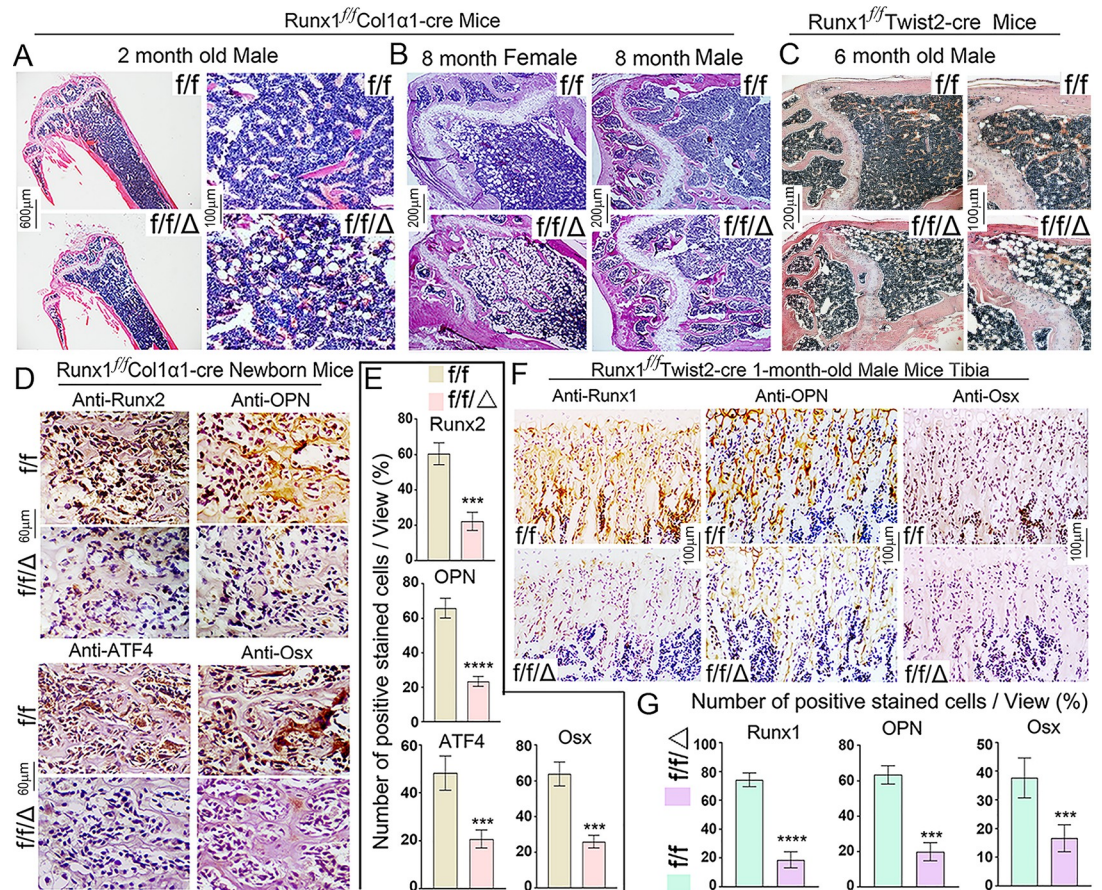 Runx1f/fCol1α1-cre Mice
Runx1f/fTwist2-cre Mice
A
2 month old Male
B
8 month Female
8 month Male
C
6 month old Male
f/f
f/f
f/f
f/f
f/f
f/f
600μm
100μm
200μm
200μm
200μm
100μm
f/f/Δ
f/f/Δ
f/f/Δ
f/f/Δ
f/f/Δ
f/f/Δ
D
Runx1f/fCol1α1-cre Newborn Mice
Anti-Runx2
Anti-OPN
f/f
60μm
f/f/Δ
Anti-ATF4
Anti-Osx
f/f
60μm
f/f/Δ
E
f/f
f/f/△
Number of positive stained cells / View (%)
Runx2
80
60
40
20
0
***
OPN
80
60
40
20
0
****
ATF4
60
40
20
0
***
Osx
80
60
40
20
0
***
F
Runx1f/fTwist2-cre 1-month-old Male Mice Tibia
Anti-Runx1
Anti-OPN
Anti-Osx
f/f
f/f
f/f
100μm
100μm
100μm
f/f/Δ
f/f/Δ
f/f/Δ
G
Number of positive stained cells / View (%)
f/f/△
f/f
Runx1
100
80
60
40
20
0
****
OPN
80
60
40
20
0
***
Osx
50
40
30
20
10
0
***